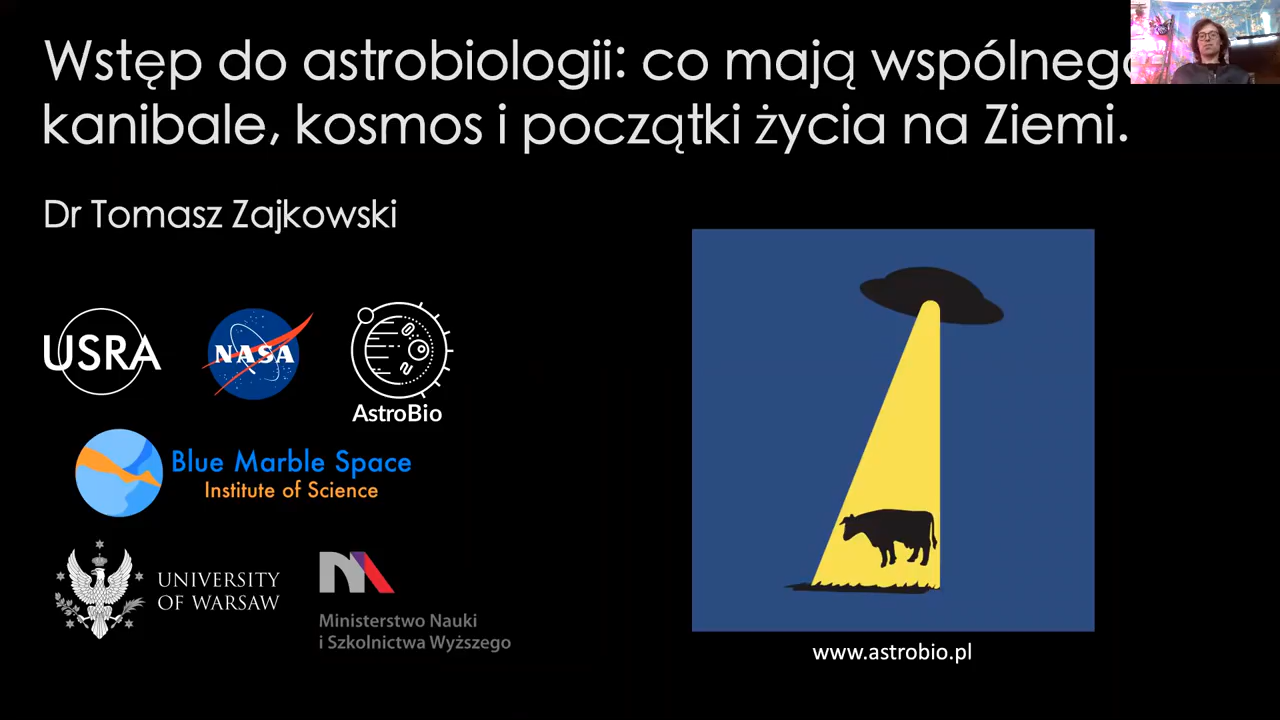 Wstęp do astrobiologii: co mają wspólnego
kanibale, kosmos i początki życia na Ziemi.
Dr Tomasz Zajkowski
USRA
NASA
AstroBio
Blue Marble Space
Institute of Science
UNIVERSITY
OF WARSAW
Ministerstwo Nauki
i Szkolnictwa Wyższego
www.astrobio.pl